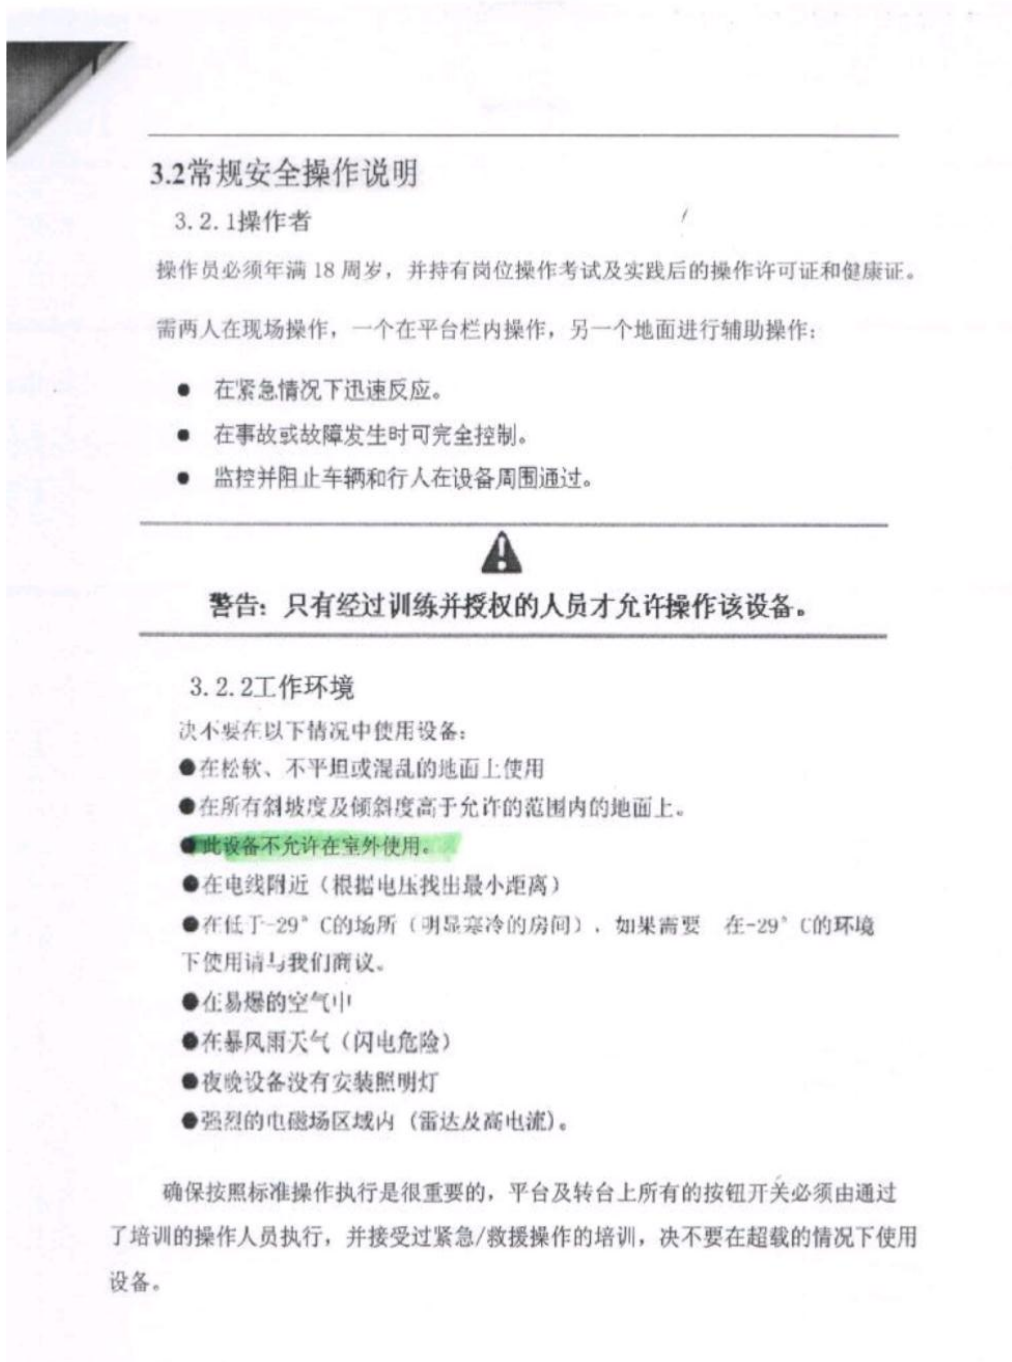 3.2常规安全操作说明
3.2.1操作者
操作员必须年满 18 周岁，并持有岗位操作考试及实践后的操作许可证和健康证。
需两人在现场操作，一个在平台栏内操作，另一个地面进行辅助操作：
● 在紧急情况下迅速反应。
● 在事故或故障发生时可完全控制。
● 监控并阻止车辆和行人在设备周围通过。
警告：只有经过训练并授权的人员才允许操作该设备。
3.2.2工作环境
决不要在以下情况中使用设备：
●在松软、不平坦或混乱的地面上使用
●在所有斜坡度及倾斜度高于允许的范围内的地面上。
●此设备不允许在室外使用。
●在电线附近（根据电压找出最小距离）
●在低于-29°C的场所（明显寒冷的房间），如果需要 在-29°C的环境
下使用请与我们商议。
●在易爆的空气中
●在暴风雨天气（闪电危险）
●夜晚设备没有安装照明灯
●强烈的电磁场区域内 (雷达及高电流)。
确保按照标准操作执行是很重要的，平台及转台上所有的按钮开关必须由通过
了培训的操作人员执行，并接受过紧急/救援操作的培训，决不要在超载的情况下使用
设备。